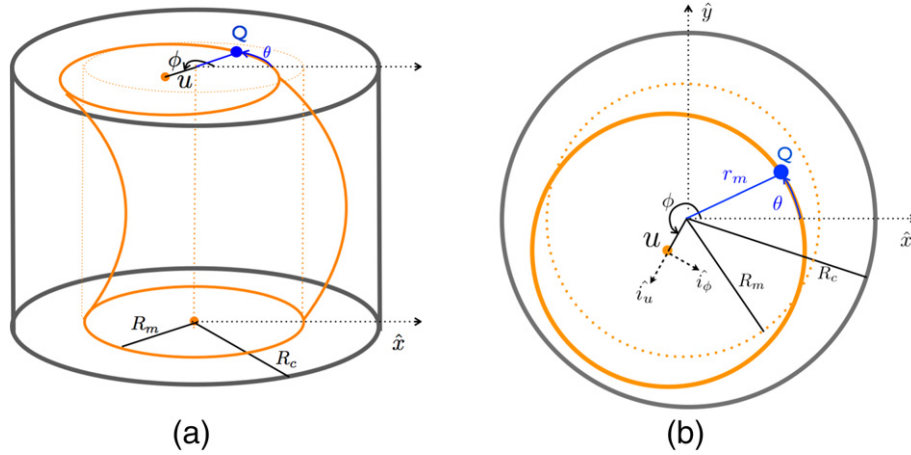 Q
ϕ
θ
u
R_m
R_c
x̂
(a)
ŷ
Q
r_m
ϕ
θ
x̂
u
î_u
î_ϕ
R_m
R_c
(b)